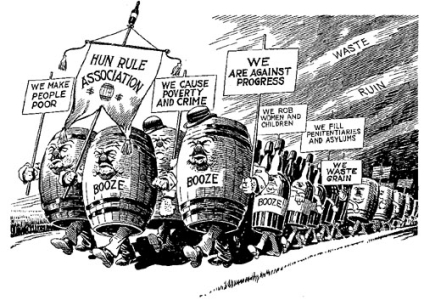 HUN RULE
ASSOCIATION
WE MAKE
PEOPLE
POOR
WE CAUSE
POVERTY
AND CRIME
WE
ARE AGAINST
PROGRESS
WASTE
RUIN
WE ROB
WOMEN AND
CHILDREN
WE FILL
PENITENTIARIES
AND ASYLUMS
WE
WASTE
GRAIN
BOOZE
BOOZE
BOOZE